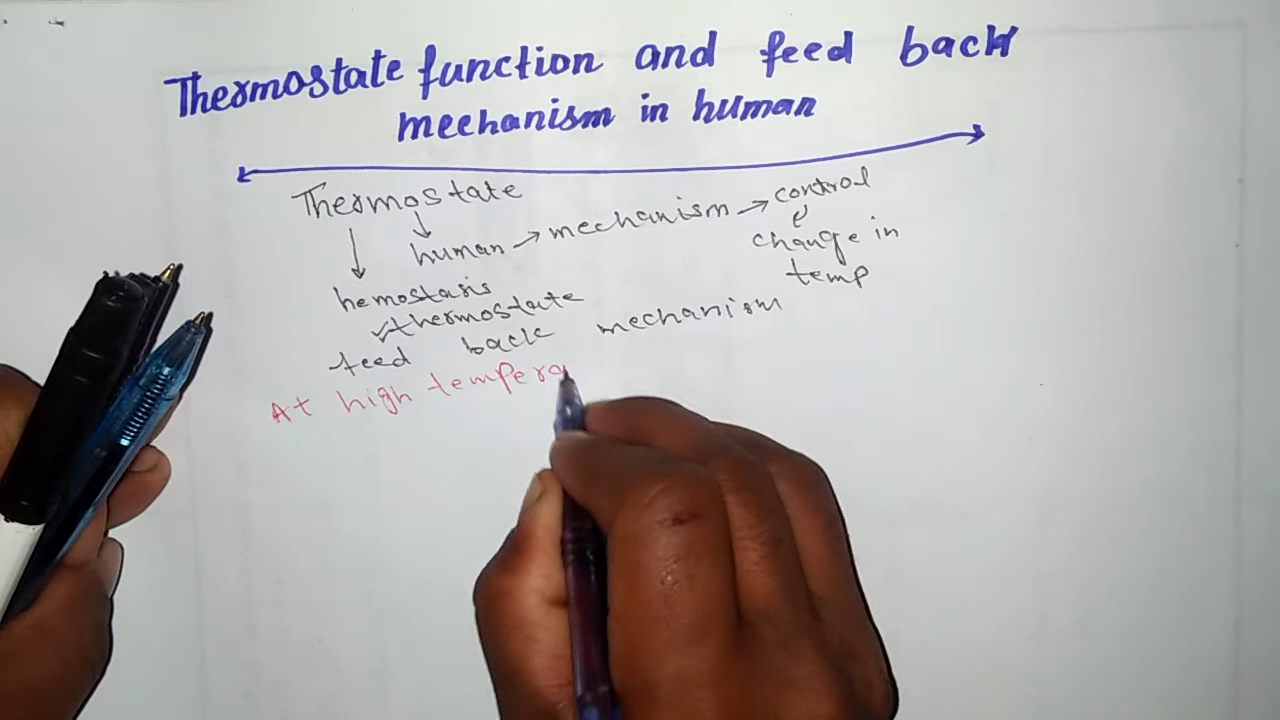 Thermostate function and feed back
mechanism in human
Thermostate
human → mechanism → control
change in
temp
hemostasis
thermostate
feed back mechanism
At high tempera